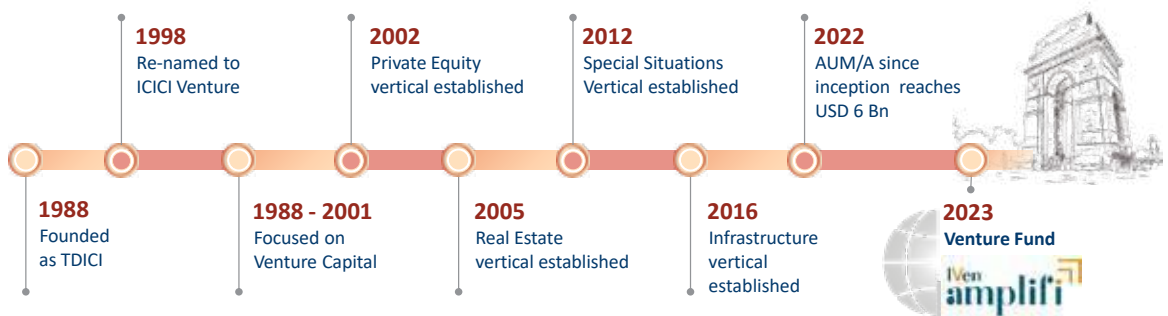 1998
Re-named to
ICICI Venture
2002
Private Equity
vertical established
2012
Special Situations
Vertical established
2022
AUM/A since
inception reaches
USD 6 Bn
1988
Founded
as TDICI
1988 - 2001
Focused on
Venture Capital
2005
Real Estate
vertical established
2016
Infrastructure
vertical
established
2023
Venture Fund
IVen
amplifi